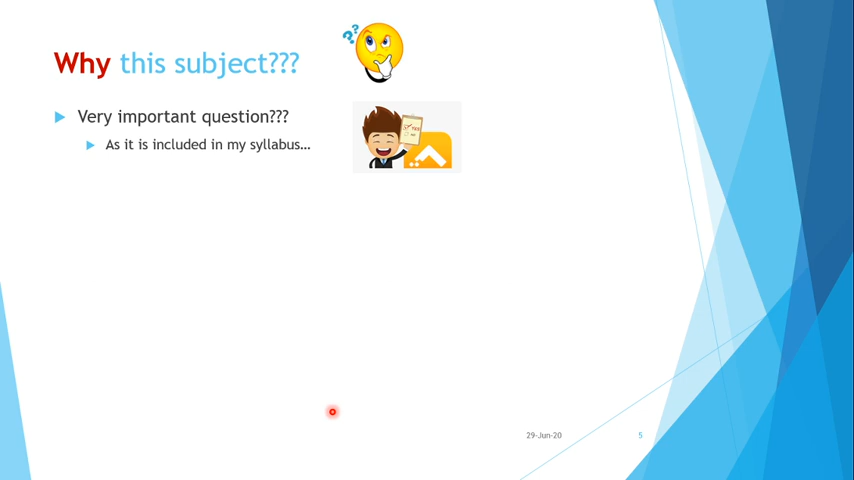 Why this subject???
Very important question???
As it is included in my syllabus…
29-Jun-20
5